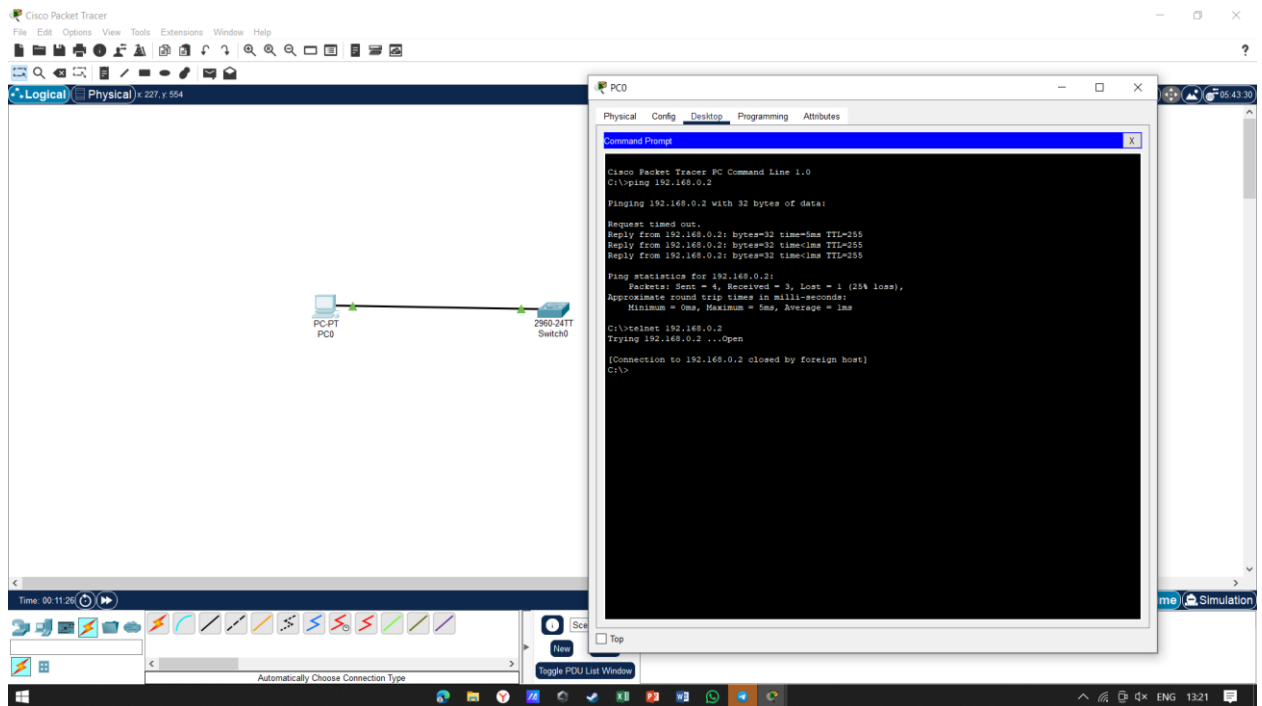 Cisco Packet Tracer
File Edit Options View Tools Extensions Window Help
?
Logical Physical x: 227, y: 554
05:43:30
PC0
Physical Config Desktop Programming Attributes
Command Prompt
X
Cisco Packet Tracer PC Command Line 1.0
C:\>ping 192.168.0.2
Pinging 192.168.0.2 with 32 bytes of data:
Request timed out.
Reply from 192.168.0.2: bytes=32 time=5ms TTL=255
Reply from 192.168.0.2: bytes=32 time<1ms TTL=255
Reply from 192.168.0.2: bytes=32 time<1ms TTL=255
Ping statistics for 192.168.0.2:
Packets: Sent = 4, Received = 3, Lost = 1 (25% loss),
Approximate round trip times in milli-seconds:
Minimum = 0ms, Maximum = 5ms, Average = 1ms
C:\>telnet 192.168.0.2
Trying 192.168.0.2 ...Open
[Connection to 192.168.0.2 closed by foreign host]
C:\>
Top
PC-PT
PC0
2960-24TT
Switch0
Time: 00:11:26
me Simulation
Sce
New
Toggle PDU List Window
Automatically Choose Connection Type
ENG 13:21